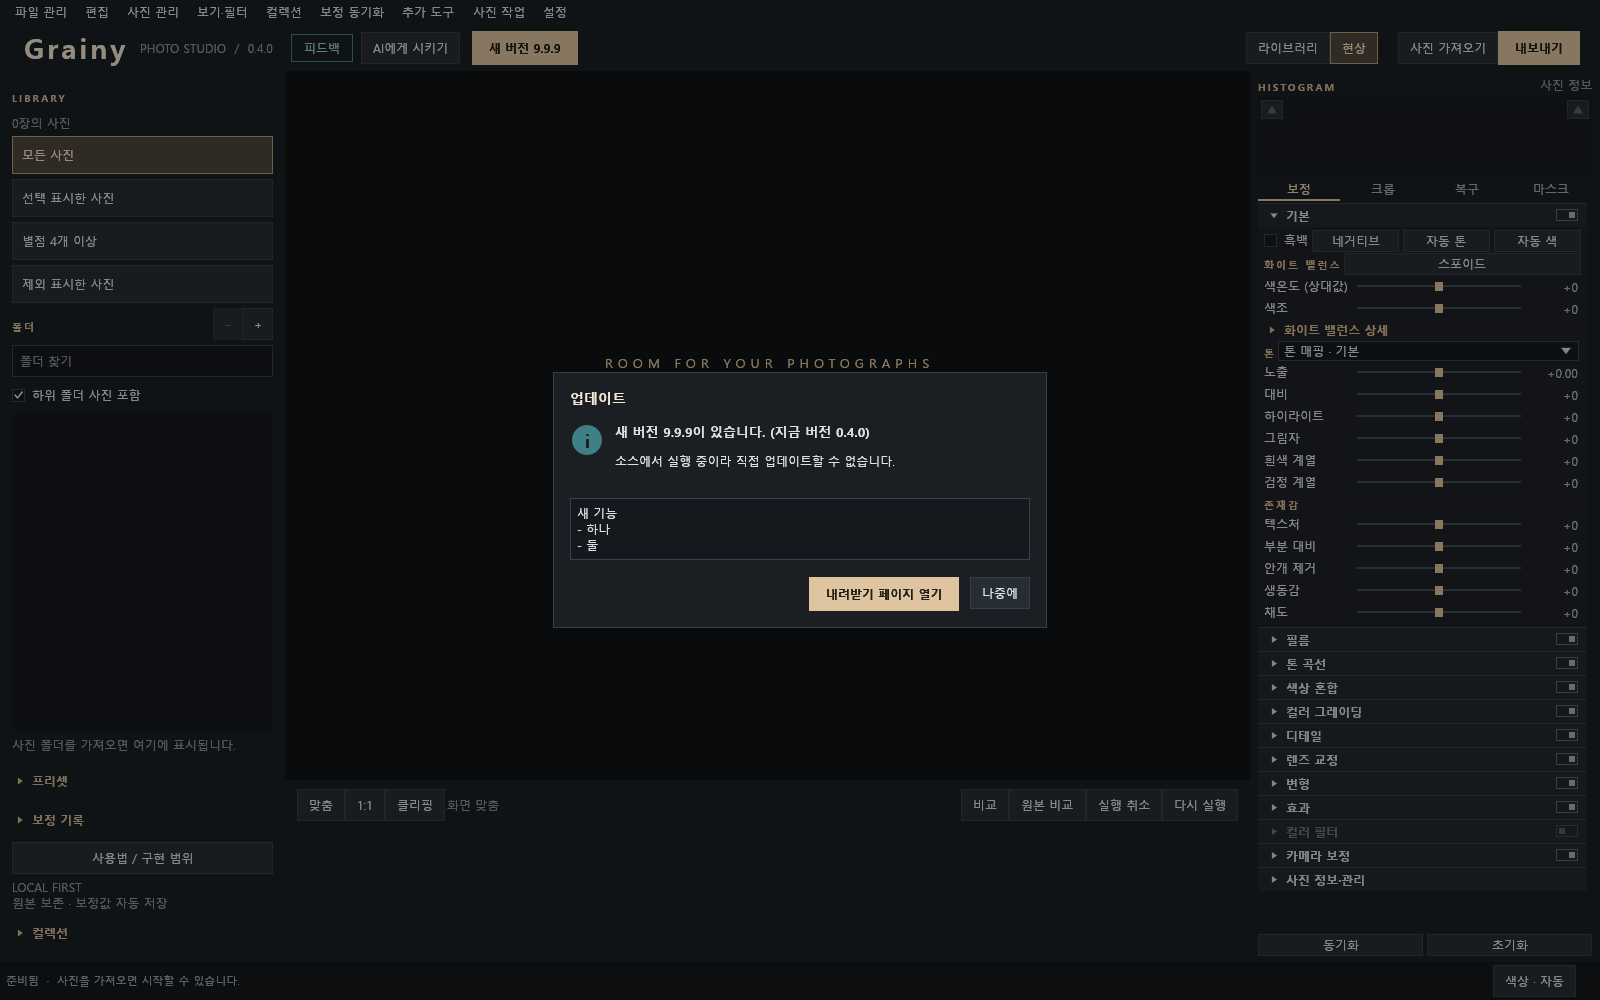 파일 관리 편집 사진 관리 보기·필터 컬렉션 보정 동기화 추가 도구 사진 작업 설정
Grainy PHOTO STUDIO / 0.4.0 피드백 AI에게 시키기 새 버전 9.9.9 라이브러리 현상 사진 가져오기 내보내기
LIBRARY
0장의 사진
모든 사진
선택 표시한 사진
별점 4개 이상
제외 표시한 사진
폴더 − +
폴더 찾기
하위 폴더 사진 포함
사진 폴더를 가져오면 여기에 표시됩니다.
프리셋
보정 기록
사용법 / 구현 범위
LOCAL FIRST
원본 보존 · 보정값 자동 저장
컬렉션
ROOM FOR YOUR PHOTOGRAPHS
업데이트
새 버전 9.9.9이 있습니다. (지금 버전 0.4.0)
소스에서 실행 중이라 직접 업데이트할 수 없습니다.
새 기능
- 하나
- 둘
내려받기 페이지 열기 나중에
맞춤 1:1 클리핑 화면 맞춤 비교 원본 비교 실행 취소 다시 실행
HISTOGRAM 사진 정보
보정 크롭 복구 마스크
기본
흑백 네거티브 자동 톤 자동 색
화이트 밸런스 스포이드
색온도 (상대값) +0
색조 +0
화이트 밸런스 상세
톤 톤 매핑 · 기본
노출 +0.00
대비 +0
하이라이트 +0
그림자 +0
흰색 계열 +0
검정 계열 +0
존재감
텍스처 +0
부분 대비 +0
안개 제거 +0
생동감 +0
채도 +0
필름
톤 곡선
색상 혼합
컬러 그레이딩
디테일
렌즈 교정
변형
효과
컬러 필터
카메라 보정
사진 정보·관리
동기화 초기화
준비됨 · 사진을 가져오면 시작할 수 있습니다. 색상 · 자동